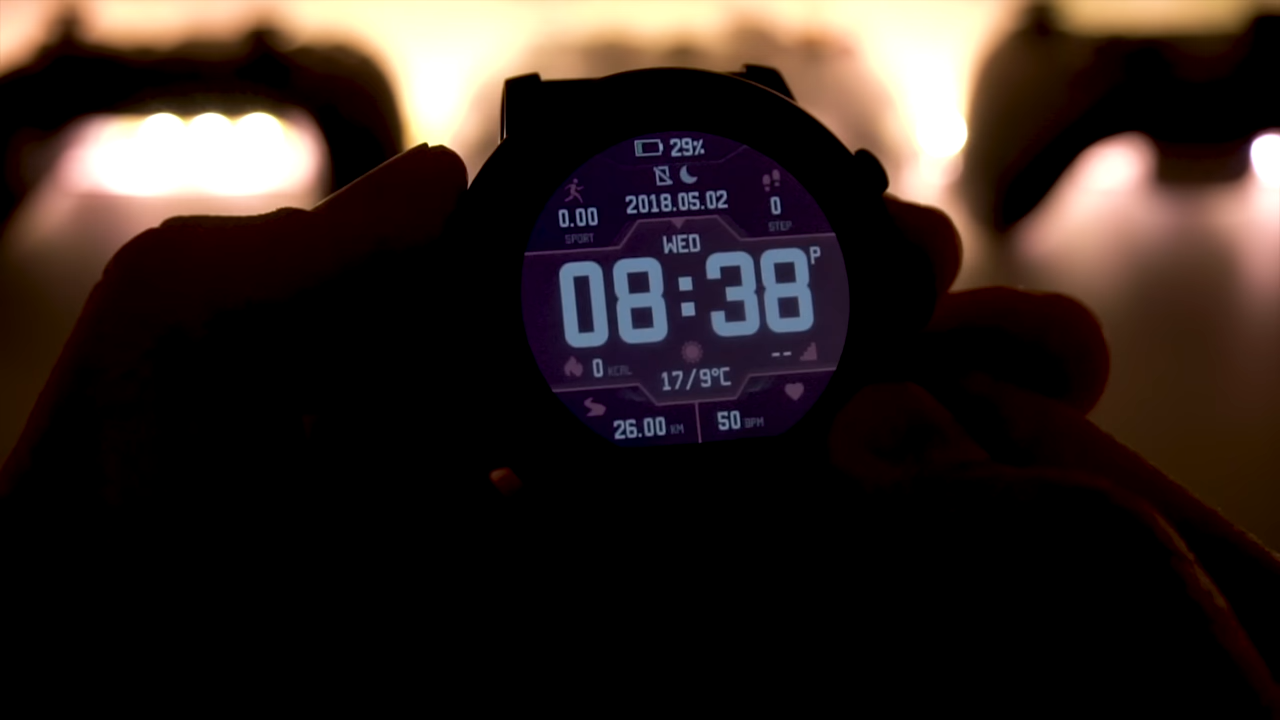 29%
2018.05.02
0.00
SPORT
0
STEP
WED
08:38 P
0 KCAL
--
17/9°C
26.00 KM
50 BPM